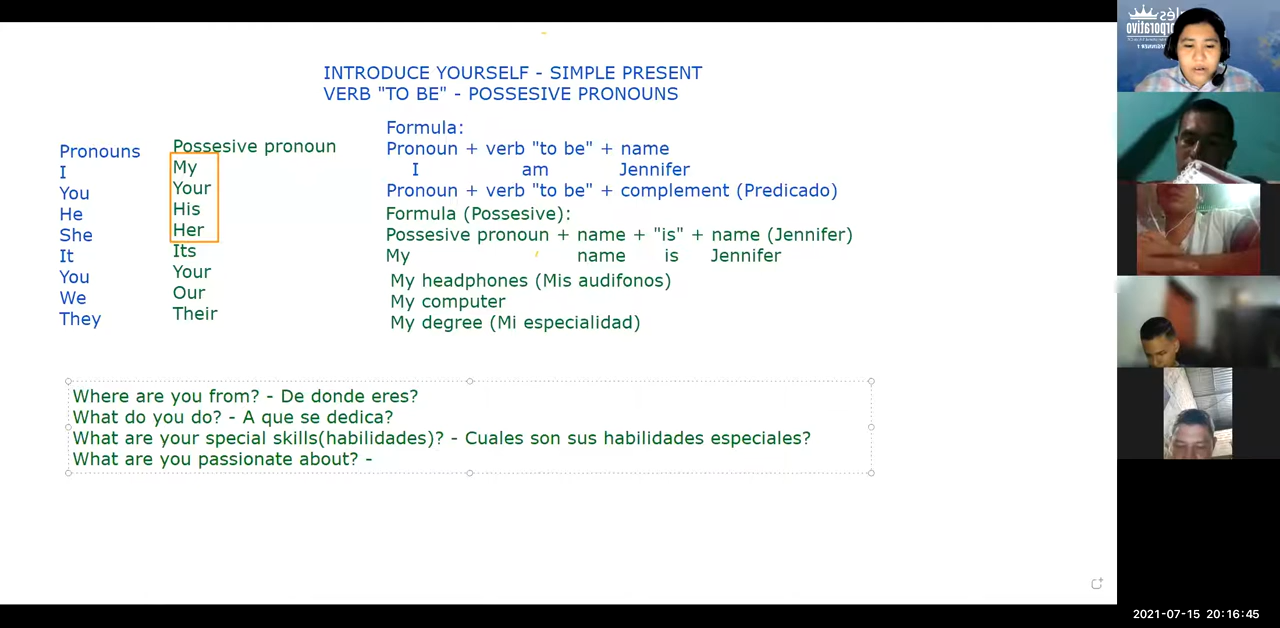 INTRODUCE YOURSELF - SIMPLE PRESENT
VERB "TO BE" - POSSESIVE PRONOUNS
Pronouns
I
You
He
She
It
You
We
They
Possesive pronoun
My
Your
His
Her
Its
Your
Our
Their
Formula:
Pronoun + verb "to be" + name
I am Jennifer
Pronoun + verb "to be" + complement (Predicado)
Formula (Possesive):
Possesive pronoun + name + "is" + name (Jennifer)
My name is Jennifer
My headphones (Mis audifonos)
My computer
My degree (Mi especialidad)
Where are you from? - De donde eres?
What do you do? - A que se dedica?
What are your special skills(habilidades)? - Cuales son sus habilidades especiales?
What are you passionate about? -
2021-07-15 20:16:45